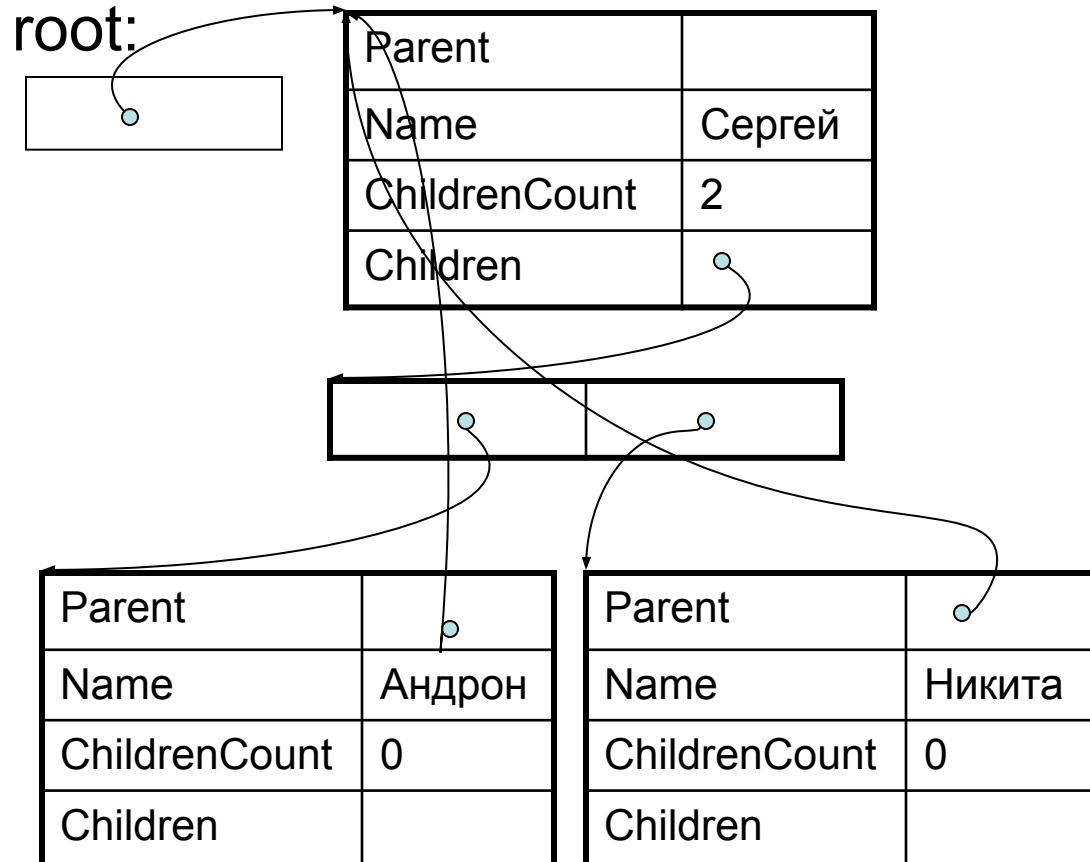 root:
Parent
Name Сергей
ChildrenCount 2
Children
Parent
Name Андрон
ChildrenCount 0
Children
Parent
Name Никита
ChildrenCount 0
Children